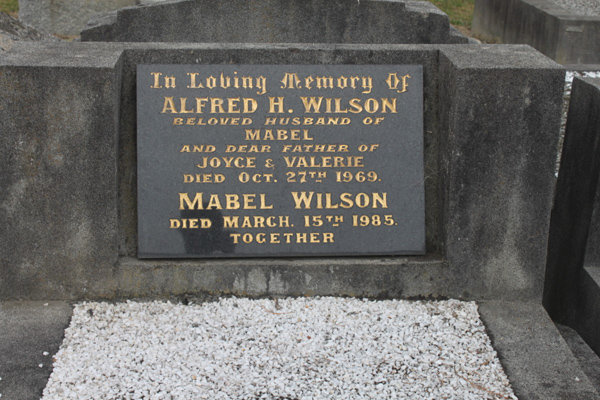 In Loving Memory Of
ALFRED H. WILSON
BELOVED HUSBAND OF
MABEL
AND DEAR FATHER OF
JOYCE & VALERIE
DIED OCT. 27TH 1969.
MABEL WILSON
DIED MARCH. 15TH 1985.
TOGETHER